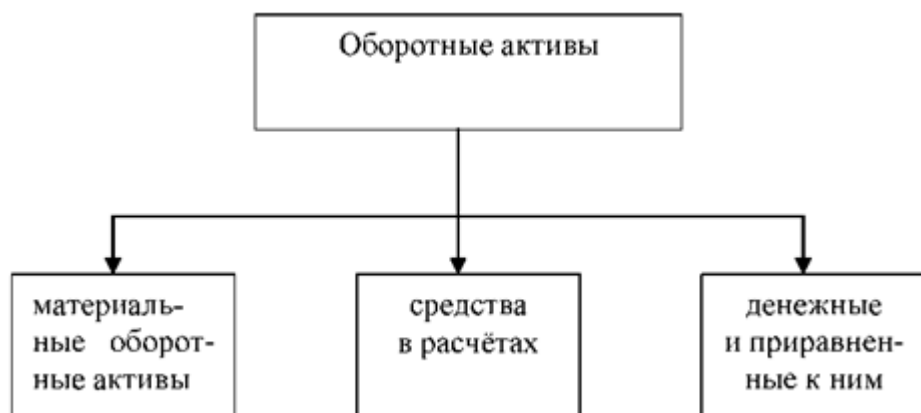 Оборотные активы
материаль-
ные оборот-
ные активы
средства
в расчётах
денежные
и приравнен-
ные к ним